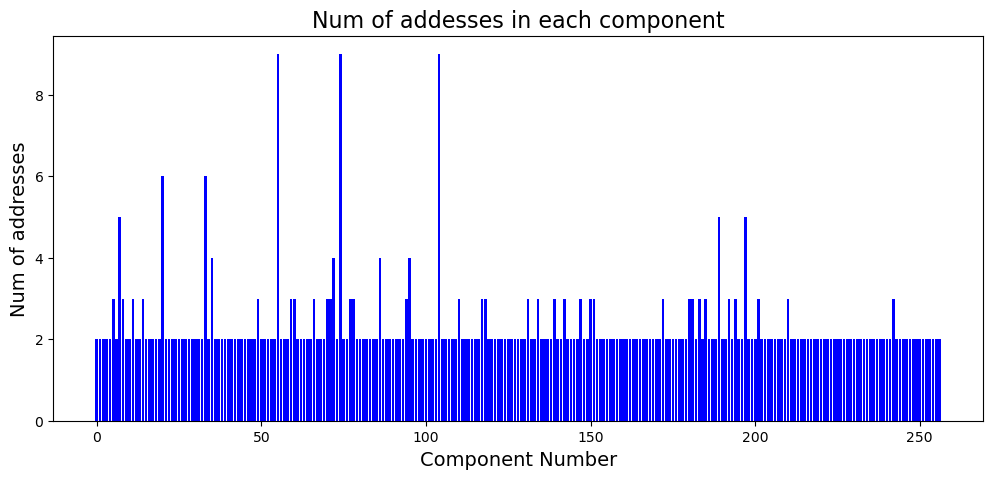 Num of addesses in each component
Num of addresses
8
6
4
2
0
0 50 100 150 200 250
Component Number